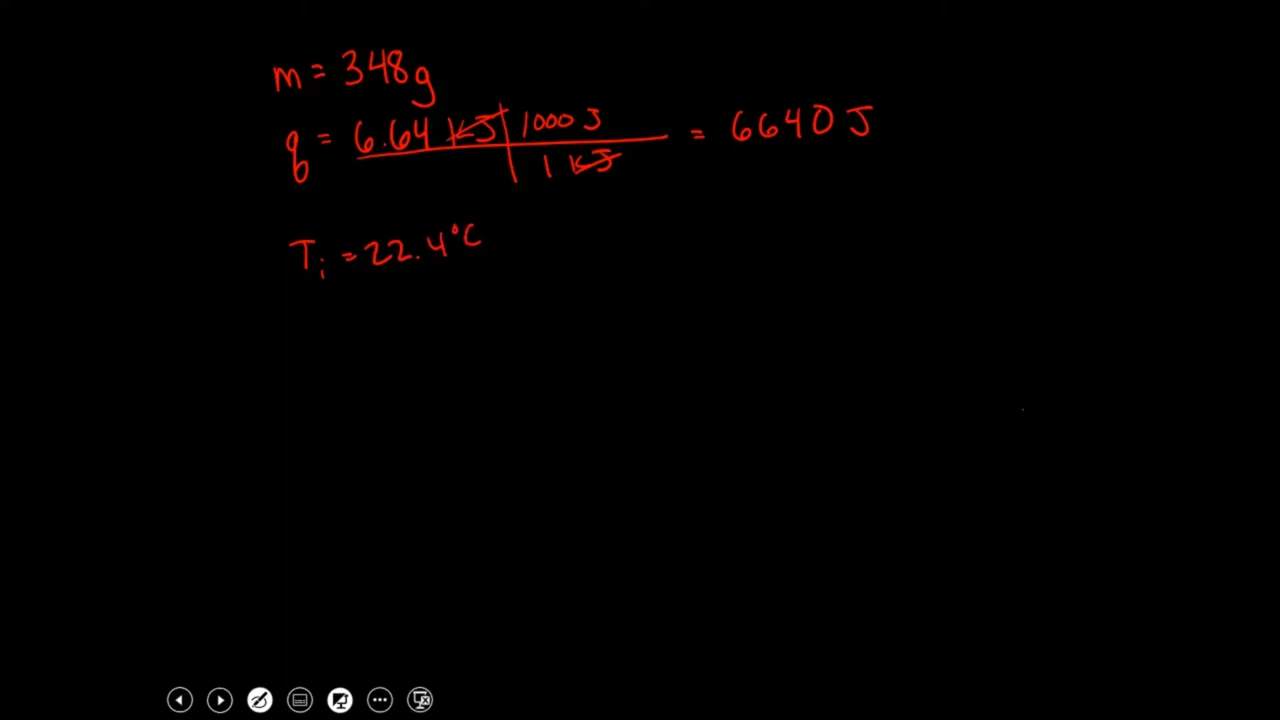 m = 348g
q = 6.64 kJ | 1000 J = 6640 J
1 kJ
Ti = 22.4°C